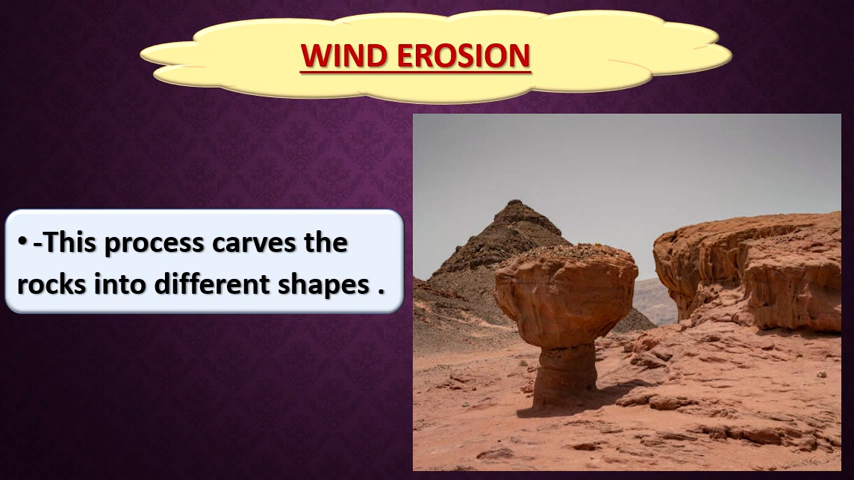 WIND EROSION
• -This process carves the
rocks into different shapes .